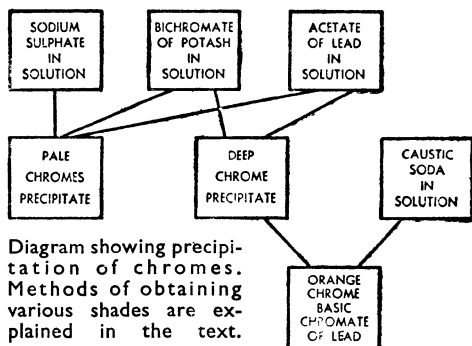 SODIUM
SULPHATE
IN
SOLUTION
BICHROMATE
OF POTASH
IN
SOLUTION
ACETATE
OF LEAD
IN
SOLUTION
PALE
CHROMES
PRECIPITATE
DEEP
CHROME
PRECIPITATE
CAUSTIC
SODA
IN
SOLUTION
Diagram showing precipi-
tation of chromes.
Methods of obtaining
various shades are ex-
plained in the text.
ORANGE
CHROME
BASIC
CHROMATE
OF LEAD